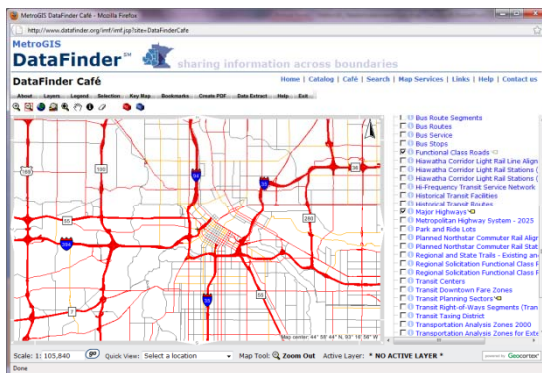 MetroGIS DataFinder Café - Mozilla Firefox
http://www.datafinder.org/imf/imf.jsp?site=DataFinderCafe
MetroGIS
DataFinder SM
sharing information across boundaries
DataFinder Café
Home | Catalog | Café | Search | Map Services | Links | Help | Contact us
About Layers Legend Selection Key Map Bookmarks Create PDF Data Extract Help Exit
Bus Route Segments
Bus Routes
Bus Service
Bus Stops
Functional Class Roads
Hiawatha Corridor Light Rail Line Align
Hiawatha Corridor Light Rail Stations (
Hiawatha Corridor Light Rail Stations (
Hi-Frequency Transit Service Network
Historical Transit Facilities
Historical Transit Routes
Major Highways
Metropolitan Highway System - 2025
Park and Ride Lots
Planned Northstar Commuter Rail Align
Planned Northstar Commuter Rail Stat
Regional and State Trails - Existing an
Regional Solicitation Functional Class F
Regional Solicitation Functional Class F
Transit Centers
Transit Downtown Fare Zones
Transit Planning Sectors
Transit Right-of-Ways Segments (Tran
Transit Taxing District
Transportation Analysis Zones 2000
Transportation Analysis Zones for Exte
100
280
55
Scale: 1: 105,840
go
Quick View: Select a location
Map Tool: Zoom Out
Active Layer: * NO ACTIVE LAYER *
powered by Geocortex
Done